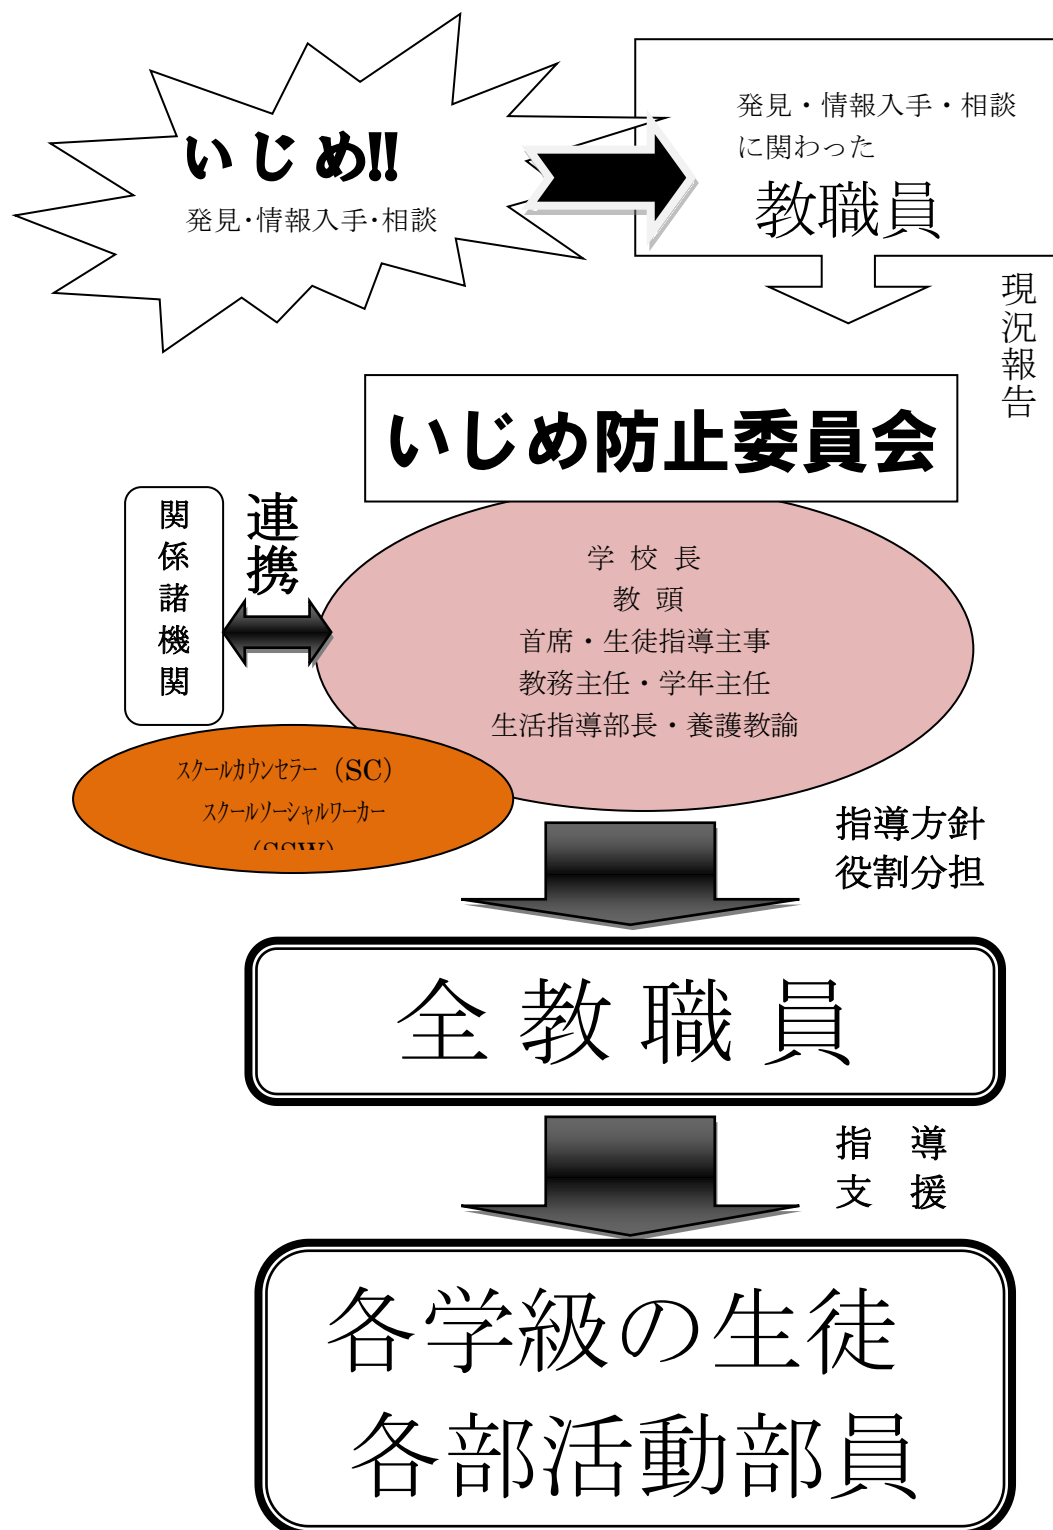 いじめ!!
発見・情報入手・相談
発見・情報入手・相談
に関わった
教職員
現況報告
いじめ防止委員会
関係諸機関
連携
学 校 長
教 頭
首席・生徒指導主事
教務主任・学年主任
生活指導部長・養護教諭
スクールカウンセラー（SC）
スクールソーシャルワーカー
（SSW）
指導方針
役割分担
全 教 職 員
指　導
支　援
各学級の生徒
各部活動部員